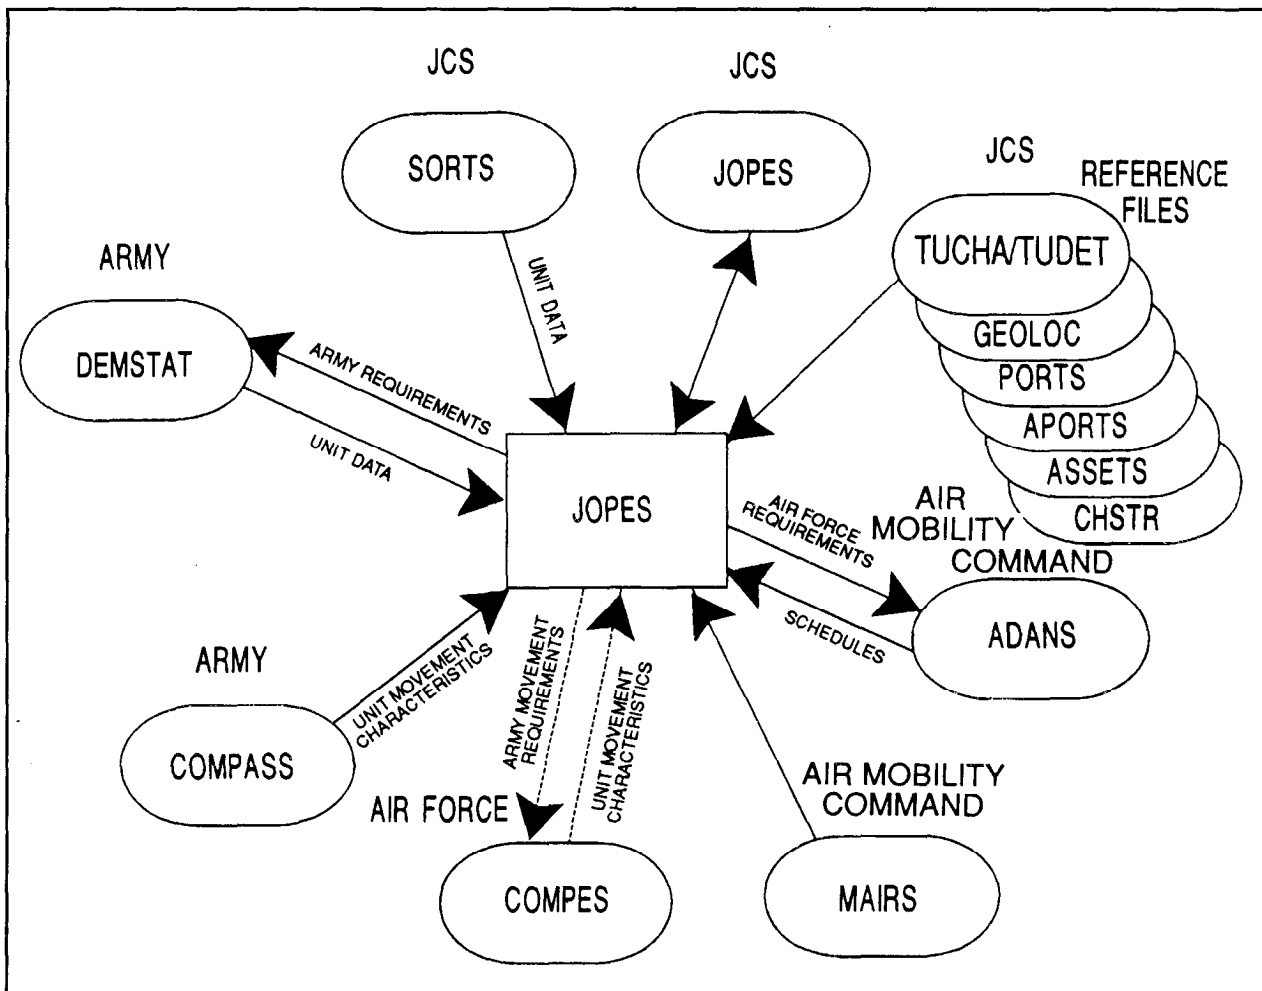 JCS
JCS
SORTS
JOPES
JCS
REFERENCE
FILES
TUCHA/TUDET
GEOLOC
PORTS
APORTS
ASSETS
CHSTR
ARMY
DEMSTAT
UNIT DATA
ARMY REQUIREMENTS
UNIT DATA
JOPES
AIR FORCE
REQUIREMENTS
SCHEDULES
AIR
MOBILITY
COMMAND
ADANS
ARMY
COMPASS
UNIT MOVEMENT
CHARACTERISTICS
ARMY MOVEMENT
REQUIREMENTS
UNIT MOVEMENT
CHARACTERISTICS
AIR FORCE
COMPES
AIR MOBILITY
COMMAND
MAIRS